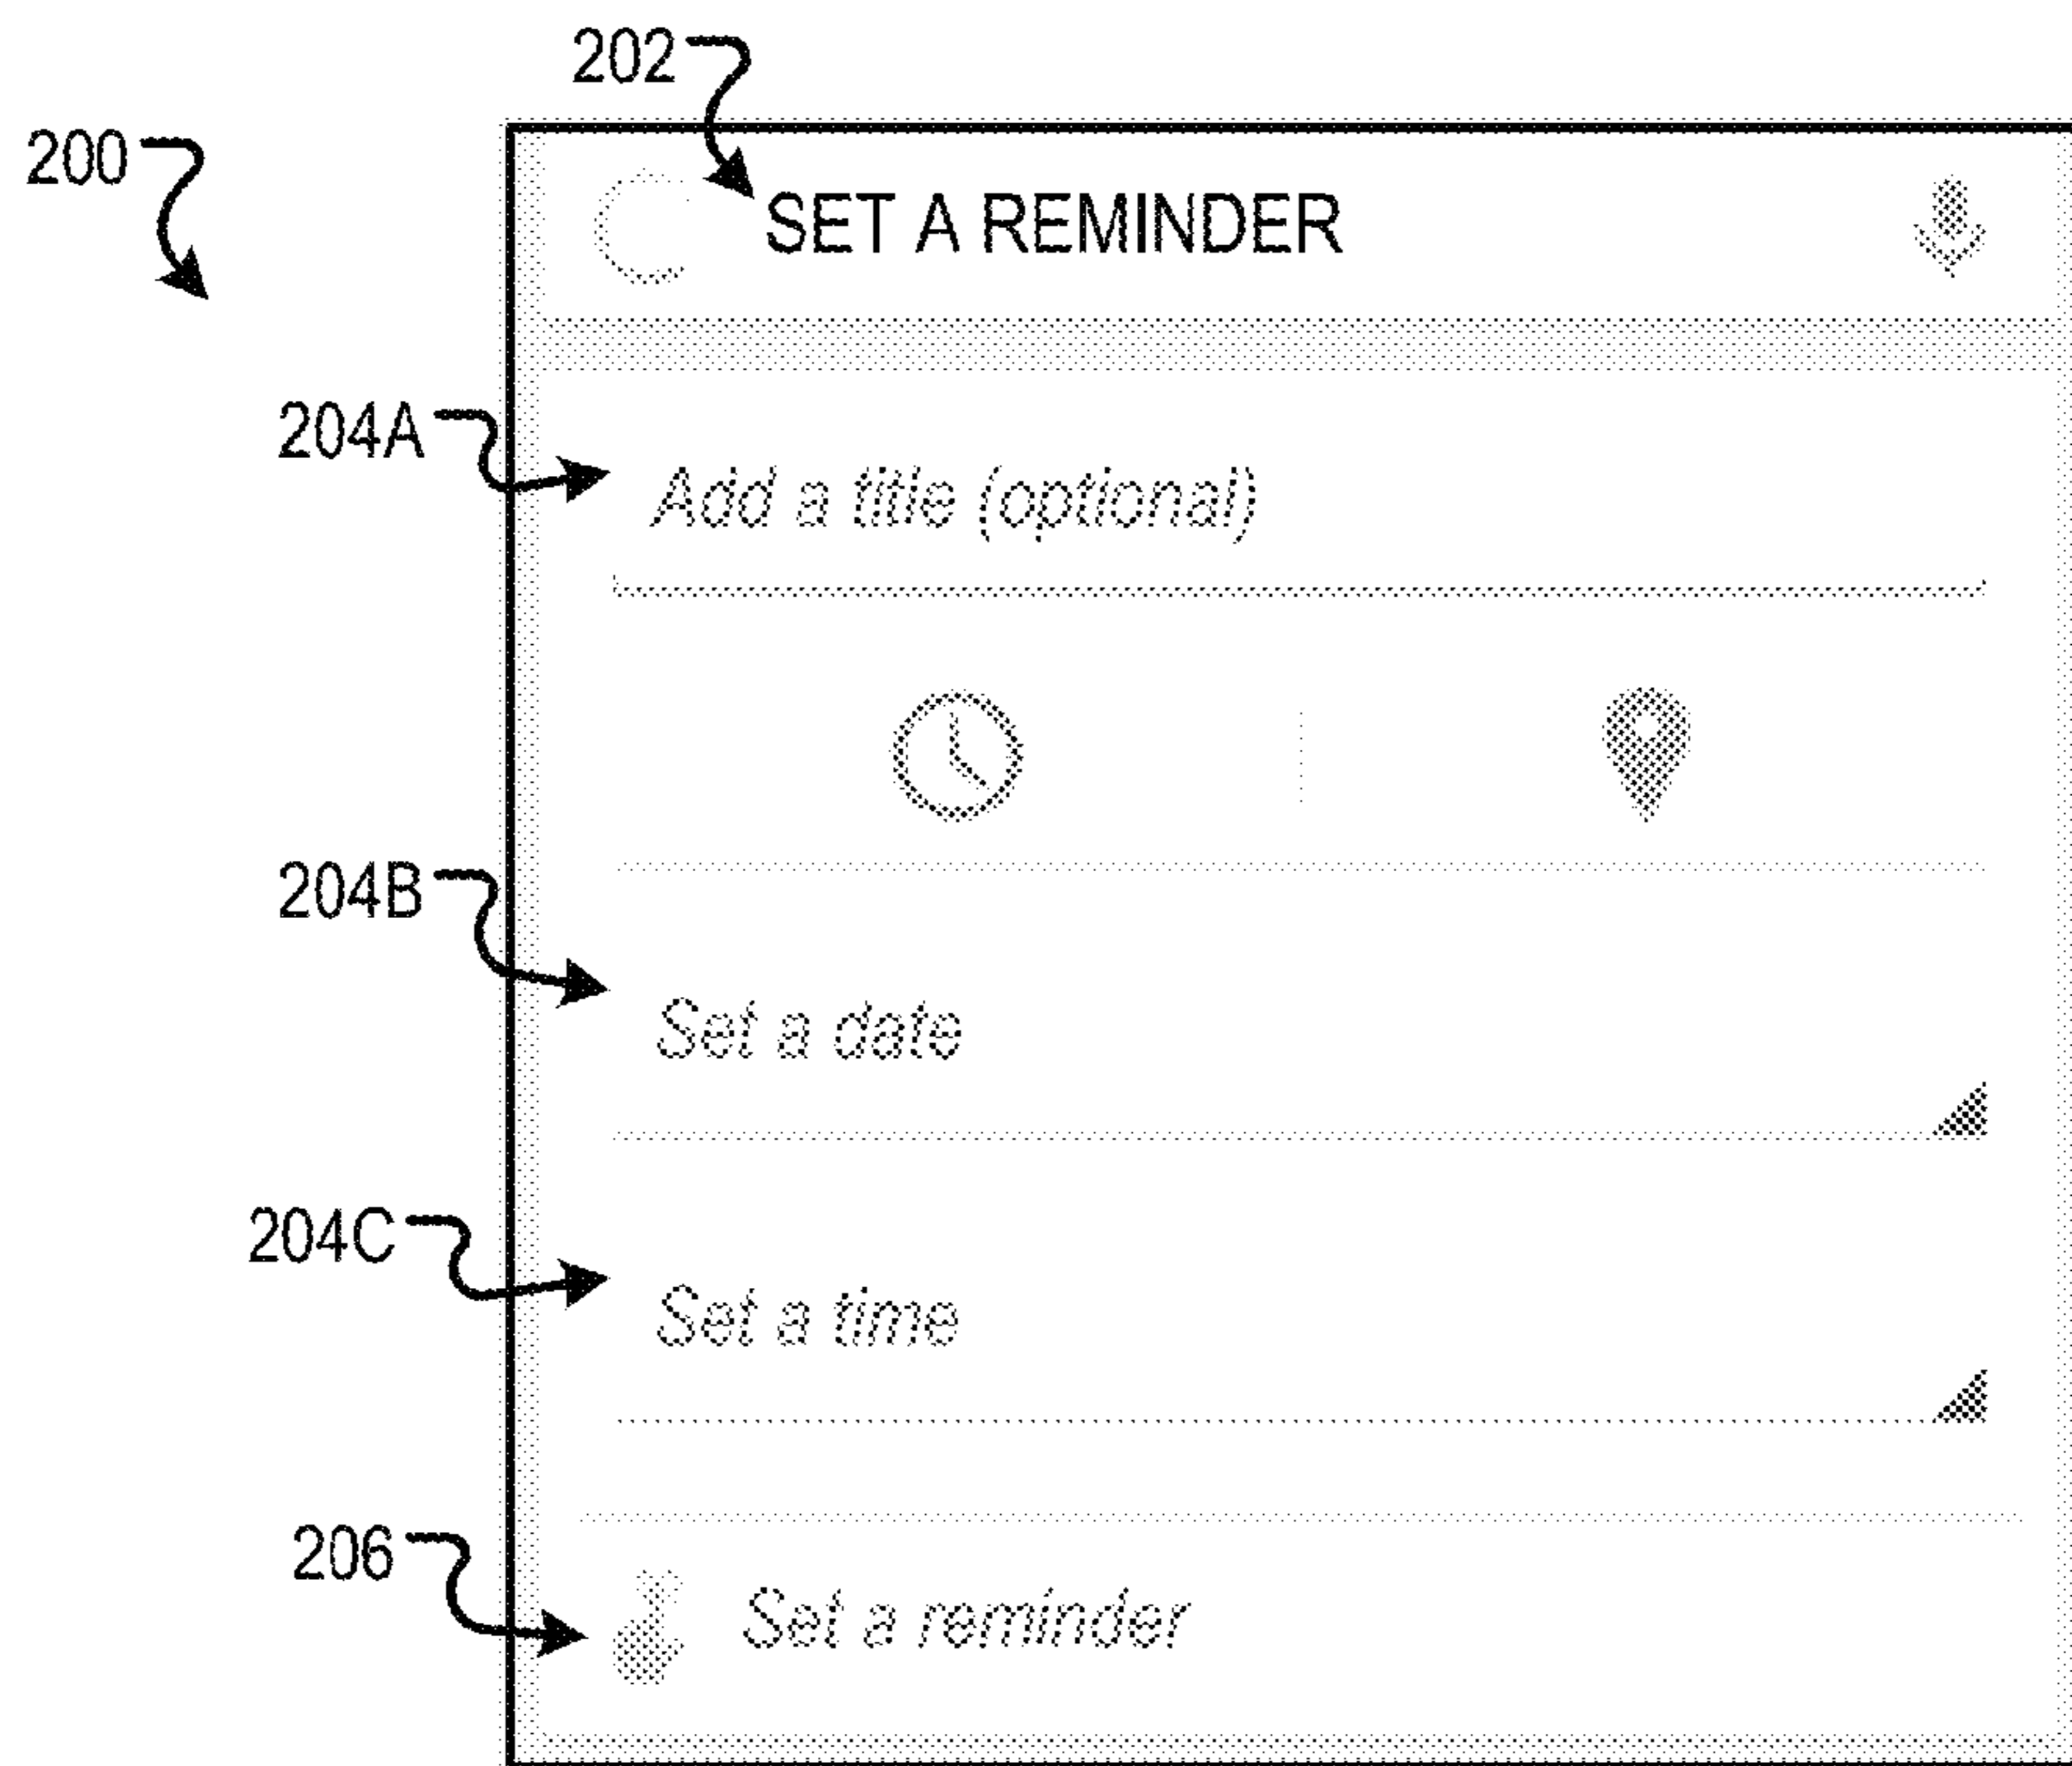 202
200
SET A REMINDER
204A
Add a title (optional)
204B
Set a date
204C
Set a time
206
Set a reminder